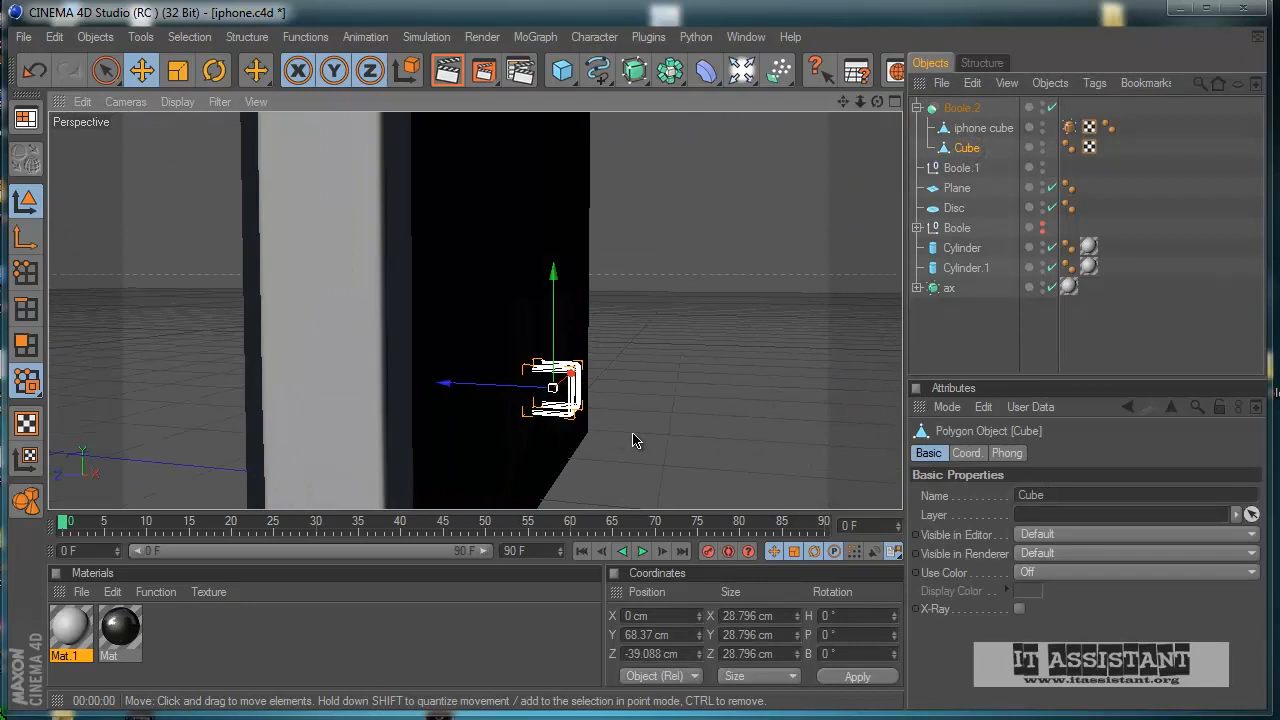 CINEMA 4D Studio (RC ) (32 Bit) - [iphone.c4d *]
File Edit Objects Tools Selection Structure Functions Animation Simulation Render MoGraph Character Plugins Python Window Help
Edit Cameras Display Filter View
Perspective
Y
Z X
0 5 10 15 20 25 30 35 40 45 50 55 60 65 70 75 80 85 90 0 F
0 F 0 F 90 F 90 F
Materials
File Edit Function Texture
Mat.1 Mat
MAXON CINEMA 4D
Coordinates
Position Size Rotation
X 0 cm X 28.796 cm H 0 °
Y 68.37 cm Y 28.796 cm P 0 °
Z -39.088 cm Z 28.796 cm B 0 °
Object (Rel) Size Apply
00:00:00 Move: Click and drag to move elements. Hold down SHIFT to quantize movement / add to the selection in point mode, CTRL to remove.
Objects Structure
File Edit View Objects Tags Bookmarks
Boole.2
iphone cube
Cube
Boole.1
Plane
Disc
Boole
Cylinder
Cylinder.1
ax
Attributes
Mode Edit User Data
Polygon Object [Cube]
Basic Coord. Phong
Basic Properties
Name Cube
Layer
Visible in Editor Default
Visible in Renderer Default
Use Color Off
Display Color
X-Ray
IT ASSISTANT
www.itassistant.org